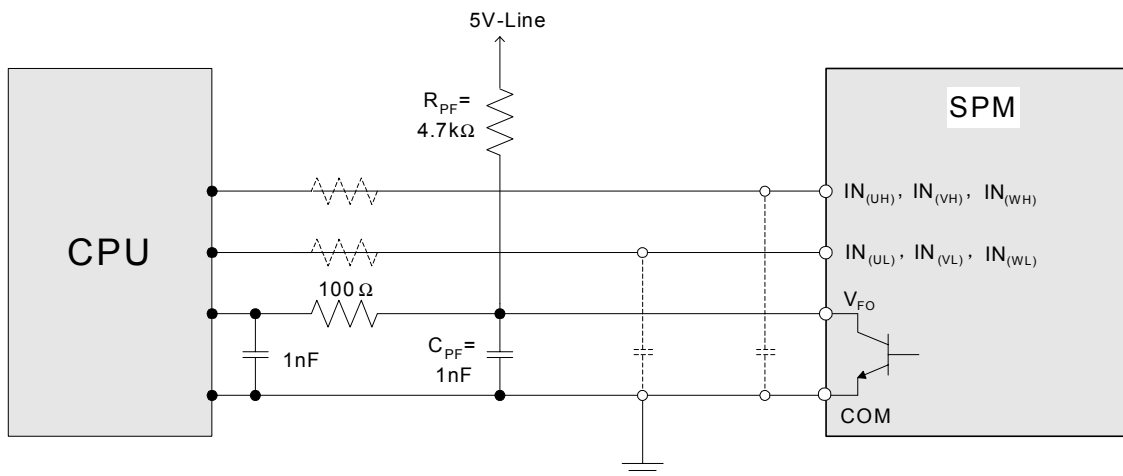 5V-Line
R_PF=
4.7kΩ
SPM
CPU
IN_(UH), IN_(VH), IN_(WH)
IN_(UL), IN_(VL), IN_(WL)
100 Ω
V_FO
1nF
C_PF=
1nF
COM